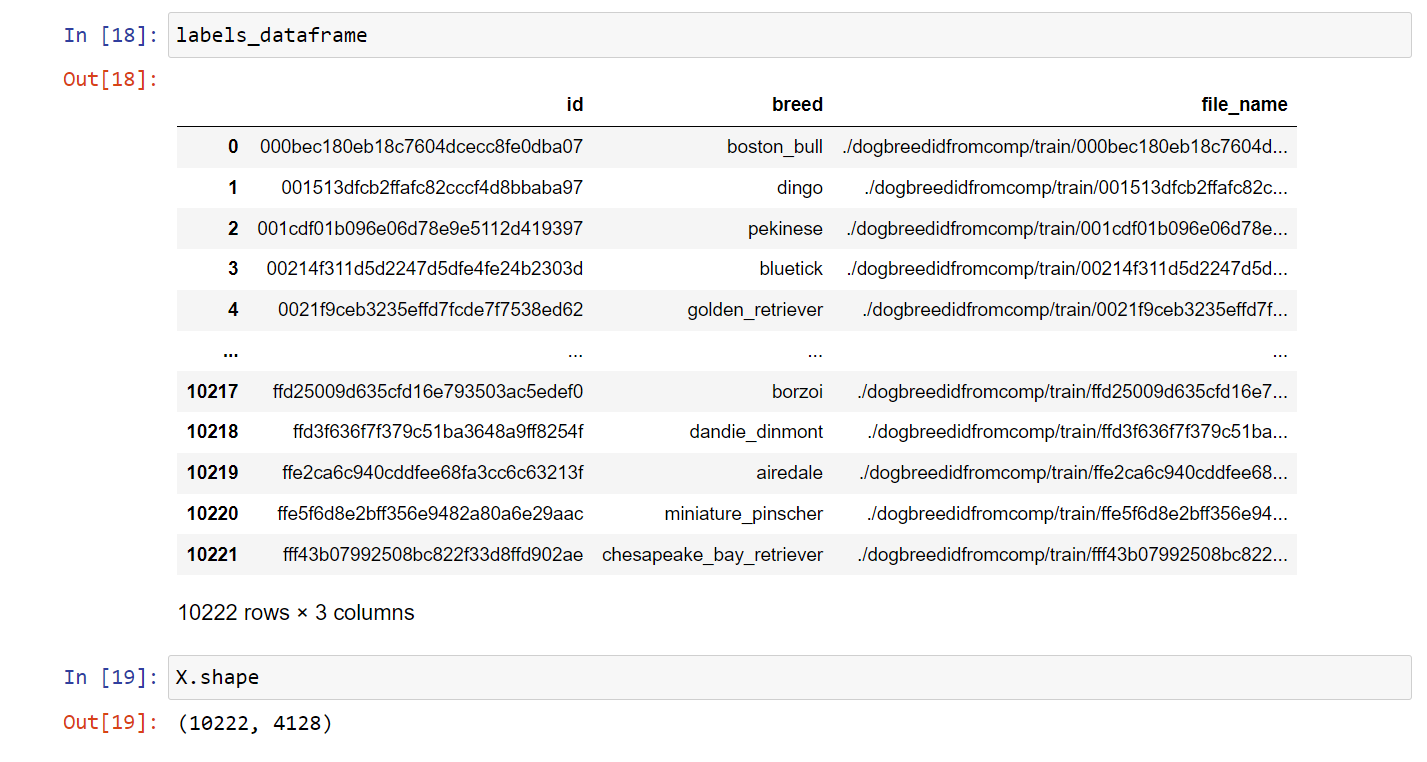 In [18]: labels_dataframe
Out[18]:
id breed file_name
0 000bec180eb18c7604dcecc8fe0dba07 boston_bull ./dogbreedidfromcomp/train/000bec180eb18c7604d...
1 001513dfcb2ffafc82cccf4d8bbaba97 dingo ./dogbreedidfromcomp/train/001513dfcb2ffafc82c...
2 001cdf01b096e06d78e9e5112d419397 pekinese ./dogbreedidfromcomp/train/001cdf01b096e06d78e...
3 00214f311d5d2247d5dfe4fe24b2303d bluetick ./dogbreedidfromcomp/train/00214f311d5d2247d5d...
4 0021f9ceb3235effd7fcde7f7538ed62 golden_retriever ./dogbreedidfromcomp/train/0021f9ceb3235effd7f...
... ... ... ...
10217 ffd25009d635cfd16e793503ac5edef0 borzoi ./dogbreedidfromcomp/train/ffd25009d635cfd16e7...
10218 ffd3f636f7f379c51ba3648a9ff8254f dandie_dinmont ./dogbreedidfromcomp/train/ffd3f636f7f379c51ba...
10219 ffe2ca6c940cddfee68fa3cc6c63213f airedale ./dogbreedidfromcomp/train/ffe2ca6c940cddfee68...
10220 ffe5f6d8e2bff356e9482a80a6e29aac miniature_pinscher ./dogbreedidfromcomp/train/ffe5f6d8e2bff356e94...
10221 fff43b07992508bc822f33d8ffd902ae chesapeake_bay_retriever ./dogbreedidfromcomp/train/fff43b07992508bc822...
10222 rows × 3 columns
In [19]: X.shape
Out[19]: (10222, 4128)